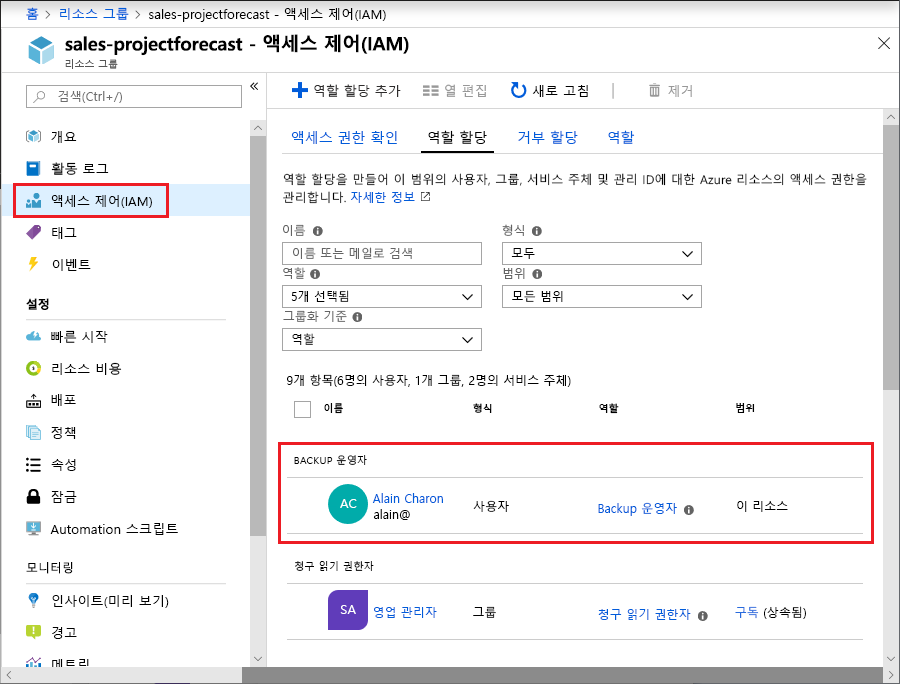 홈 > 리소스 그룹 > sales-projectforecast - 액세스 제어(IAM)
sales-projectforecast - 액세스 제어(IAM)
리소스 그룹
검색(Ctrl+/)
개요
활동 로그
액세스 제어(IAM)
태그
이벤트
설정
빠른 시작
리소스 비용
배포
정책
속성
잠금
Automation 스크립트
모니터링
인사이트(미리 보기)
경고
메트릭
역할 할당 추가 열 편집 새로 고침 제거
액세스 권한 확인 역할 할당 거부 할당 역할
역할 할당을 만들어 이 범위의 사용자, 그룹, 서비스 주체 및 관리 ID에 대한 Azure 리소스의 액세스 권한을
관리합니다. 자세한 정보
이름 형식
이름 또는 메일로 검색 모두
역할 범위
5개 선택됨 모든 범위
그룹화 기준
역할
9개 항목(6명의 사용자, 1개 그룹, 2명의 서비스 주체)
이름 형식 역할 범위
BACKUP 운영자
AC Alain Charon 사용자 Backup 운영자 이 리소스
alain@
청구 읽기 권한자
SA 영업 관리자 그룹 청구 읽기 권한자 구독 (상속됨)